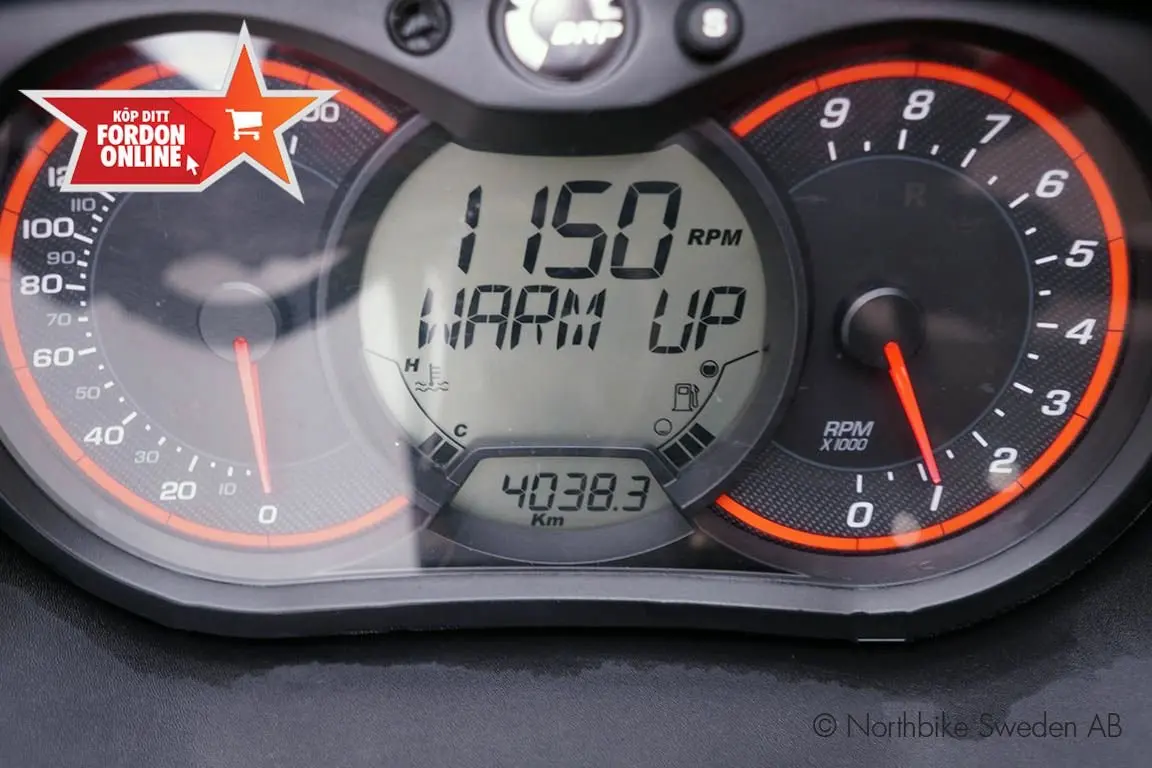 BRP
S
KÖP DITT
FORDON
ONLINE
110
100
90
80
70
60
50
40
30
20
10
0
1150 RPM
WARM UP
H
C
4038.3
Km
9
8
7
6
5
4
3
2
1
0
R
RPM
X1000
© Northbike Sweden AB